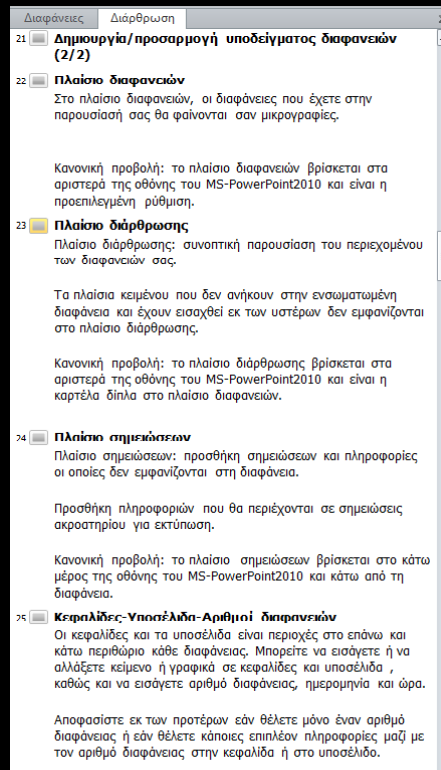 Διαφάνειες Διάρθρωση
21 Δημιουργία/προσαρμογή υποδείγματος διαφανειών
(2/2)
22 Πλαίσιο διαφανειών
Στο πλαίσιο διαφανειών, οι διαφάνειες που έχετε στην
παρουσίασή σας θα φαίνονται σαν μικρογραφίες.
Κανονική προβολή: το πλαίσιο διαφανειών βρίσκεται στα
αριστερά της οθόνης του MS-PowerPoint2010 και είναι η
προεπιλεγμένη ρύθμιση.
23 Πλαίσιο διάρθρωσης
Πλαίσιο διάρθρωσης: συνοπτική παρουσίαση του περιεχομένου
των διαφανειών σας.
Τα πλαίσια κειμένου που δεν ανήκουν στην ενσωματωμένη
διαφάνεια και έχουν εισαχθεί εκ των υστέρων δεν εμφανίζονται
στο πλαίσιο διάρθρωσης.
Κανονική προβολή: το πλαίσιο διάρθρωσης βρίσκεται στα
αριστερά της οθόνης του MS-PowerPoint2010 και είναι η
καρτέλα δίπλα στο πλαίσιο διαφανειών.
24 Πλαίσιο σημειώσεων
Πλαίσιο σημειώσεων: προσθήκη σημειώσεων και πληροφορίες
οι οποίες δεν εμφανίζονται στη διαφάνεια.
Προσθήκη πληροφοριών που θα περιέχονται σε σημειώσεις
ακροατηρίου για εκτύπωση.
Κανονική προβολή: το πλαίσιο σημειώσεων βρίσκεται στο κάτω
μέρος της οθόνης του MS-PowerPoint2010 και κάτω από τη
διαφάνεια.
25 Κεφαλίδες-Υποσέλιδα-Αριθμοί διαφανειών
Οι κεφαλίδες και τα υποσέλιδα είναι περιοχές στο επάνω και
κάτω περιθώριο κάθε διαφάνειας. Μπορείτε να εισάγετε ή να
αλλάξετε κείμενο ή γραφικά σε κεφαλίδες και υποσέλιδα ,
καθώς και να εισάγετε αριθμό διαφάνειας, ημερομηνία και ώρα.
Αποφασίστε εκ των προτέρων εάν θέλετε μόνο έναν αριθμό
διαφάνειας ή εάν θέλετε κάποιες επιπλέον πληροφορίες μαζί με
τον αριθμό διαφάνειας στην κεφαλίδα ή στο υποσέλιδο.